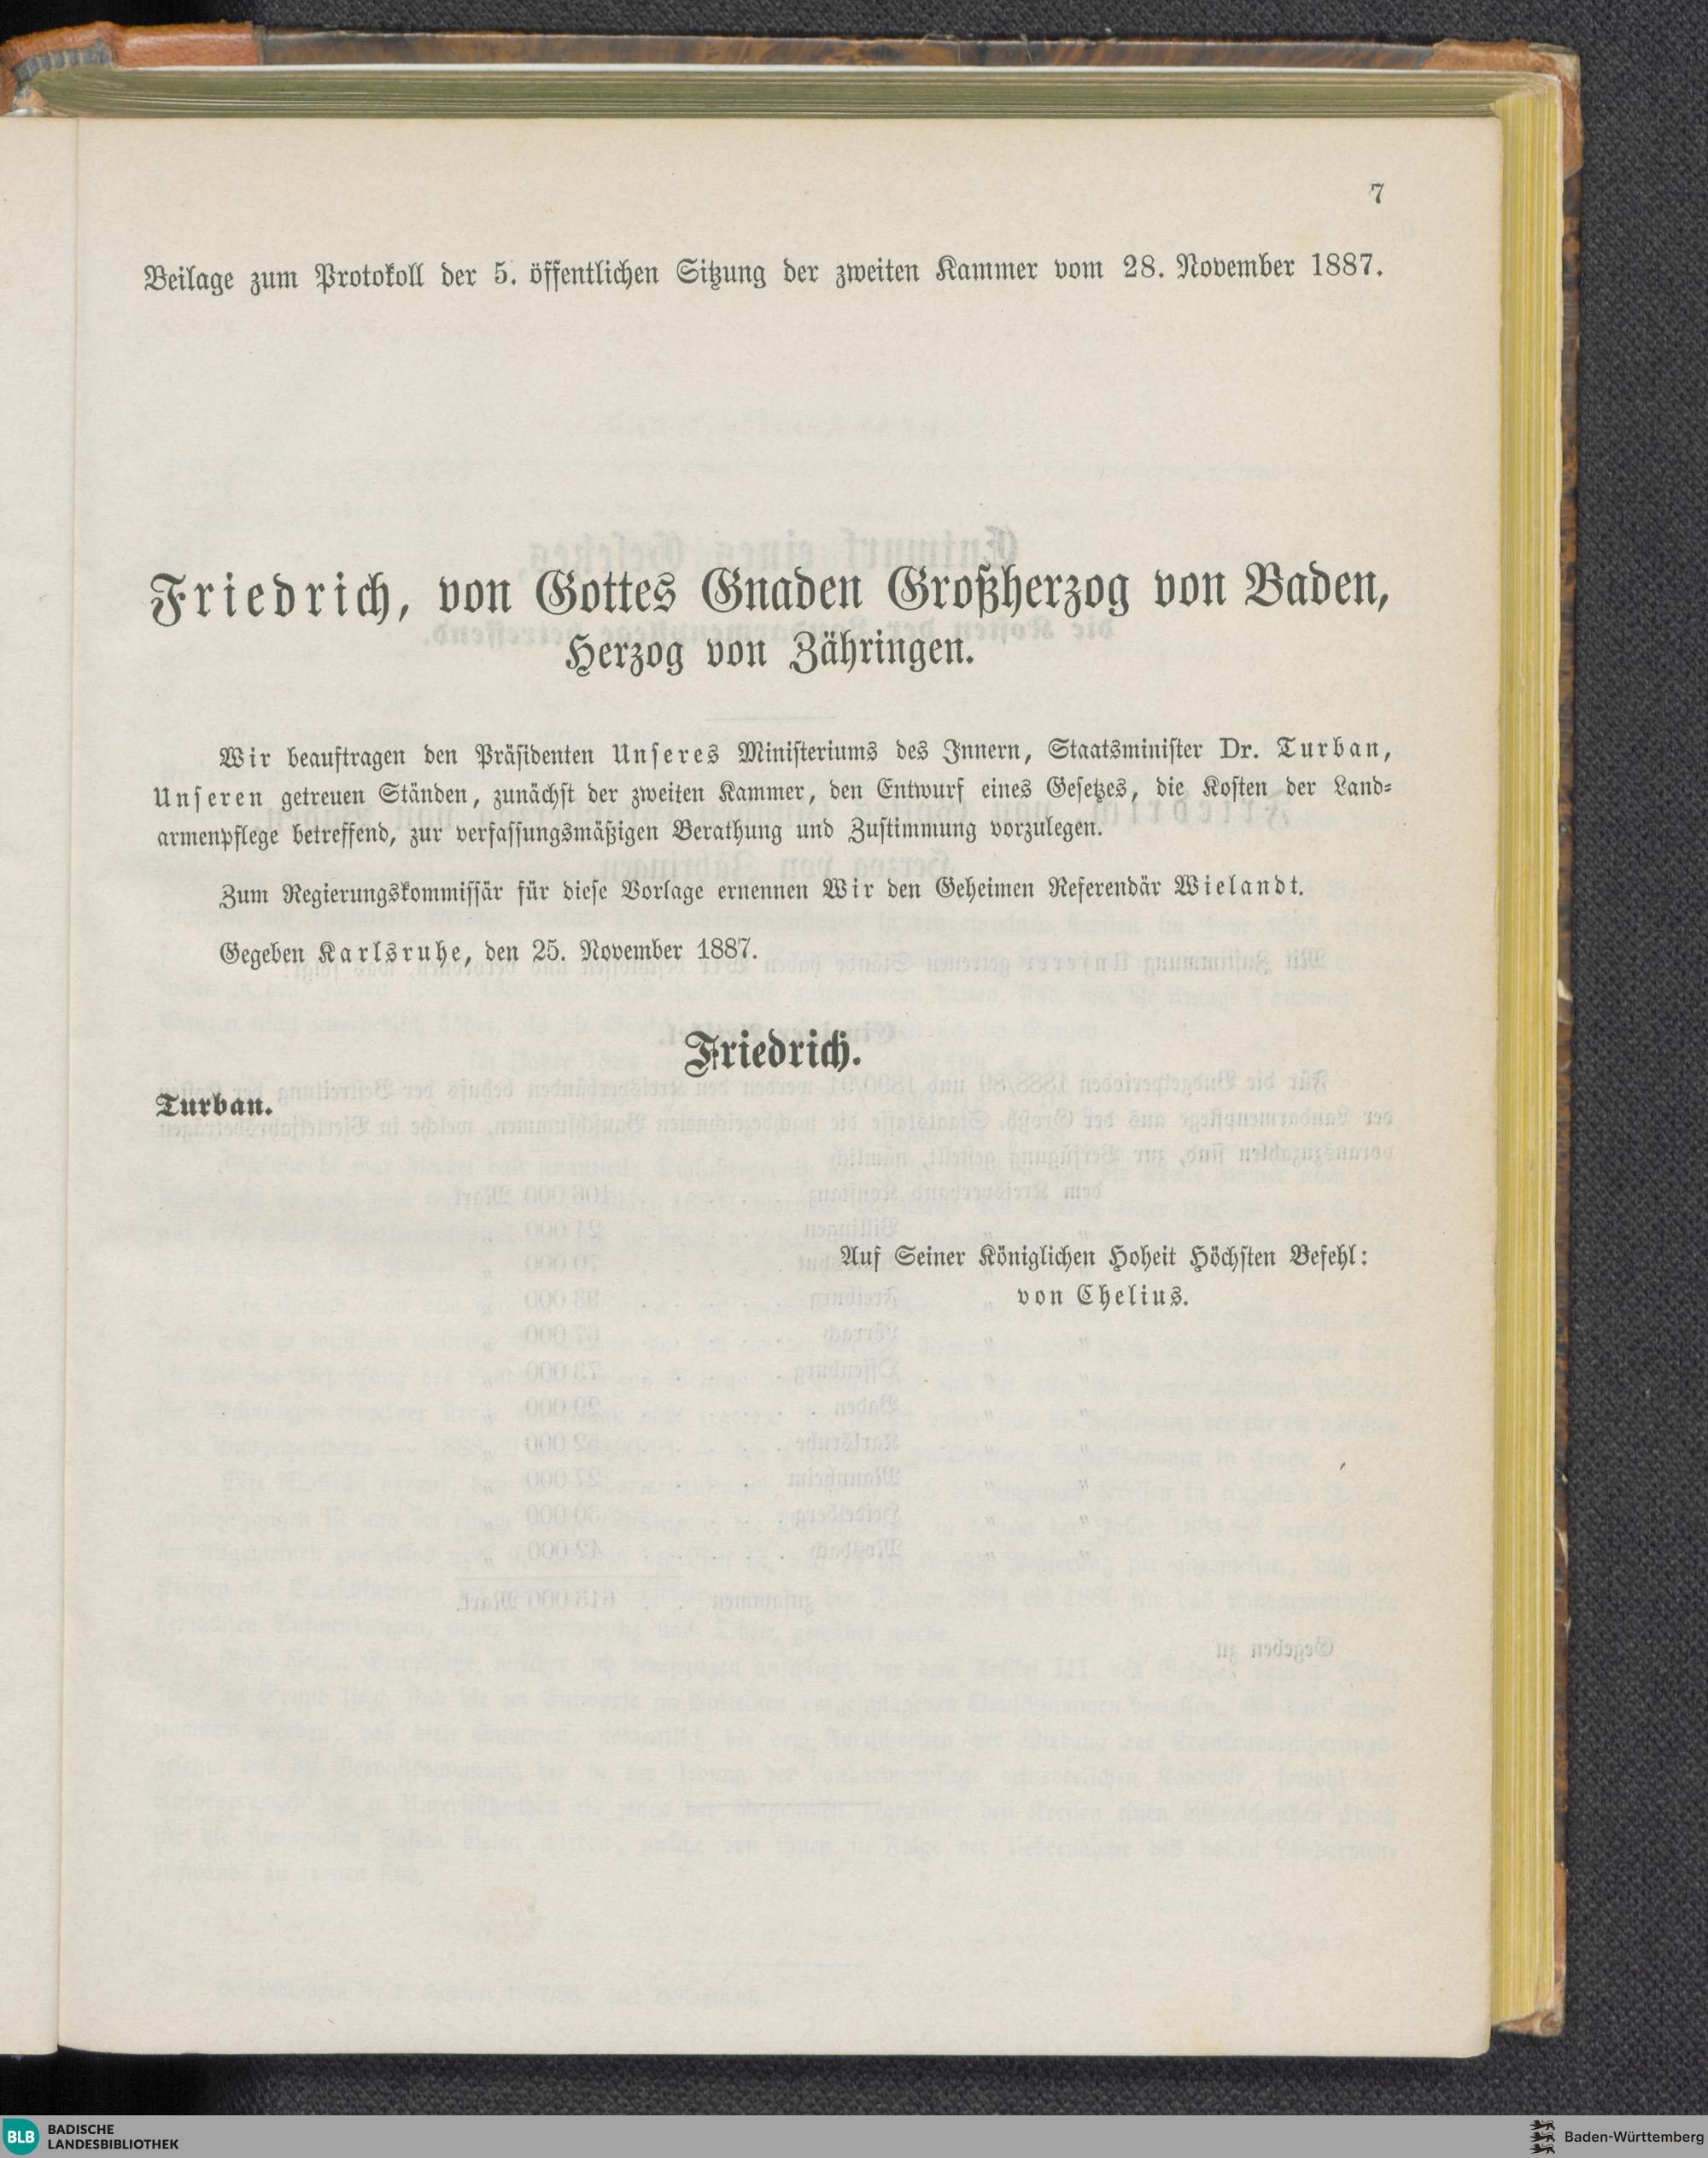 7
Beilage zum Protokoll der 5. öffentlichen Sitzung der zweiten Kammer vom 28. November 1887.
Friedrich, von Gottes Gnaden Großherzog von Baden,
Herzog von Zähringen.
Wir beauftragen den Präsidenten Unseres Ministeriums des Innern, Staatsminister Dr. Turban,
Unseren getreuen Ständen, zunächst der zweiten Kammer, den Entwurf eines Gesetzes, die Kosten der Land-
armenpflege betreffend, zur verfassungsmäßigen Berathung und Zustimmung vorzulegen.
Zum Regierungskommissär für diese Vorlage ernennen Wir den Geheimen Referendär Wielandt.
Gegeben Karlsruhe, den 25. November 1887.
Friedrich.
Turban.
Auf Seiner Königlichen Hoheit Höchsten Befehl:
von Chelius.
BLB BADISCHE
LANDESBIBLIOTHEK
Baden-Württemberg